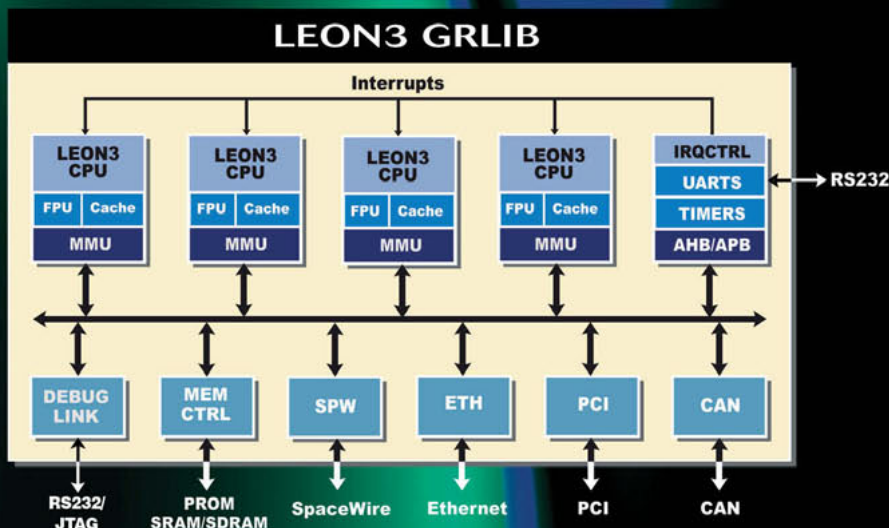 LEON3 GRLIB
Interrupts
LEON3
CPU
FPU
Cache
MMU
LEON3
CPU
FPU
Cache
MMU
LEON3
CPU
FPU
Cache
MMU
LEON3
CPU
FPU
Cache
MMU
IRQCTRL
UARTS
TIMERS
AHB/APB
RS232
DEBUG
LINK
MEM
CTRL
SPW
ETH
PCI
CAN
RS232/
JTAG
PROM
SRAM/SDRAM
SpaceWire
Ethernet
PCI
CAN